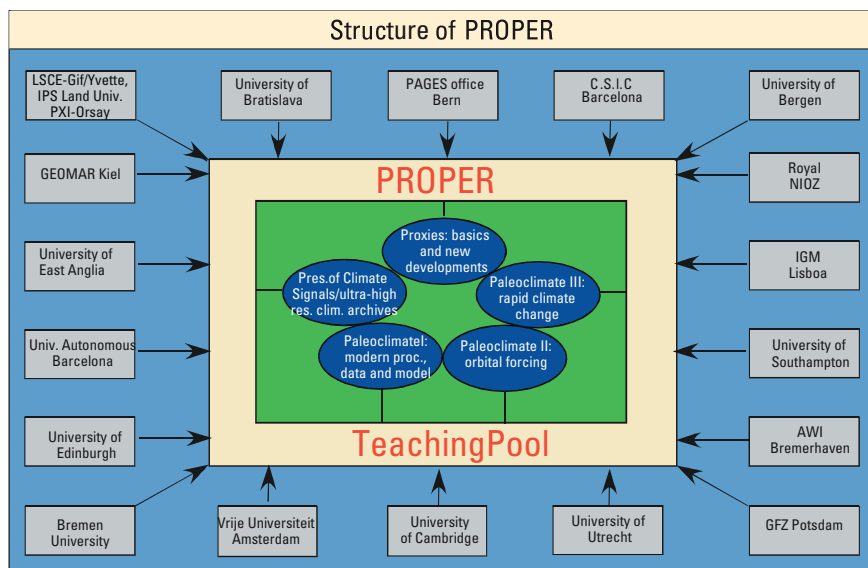 Structure of PROPER
LSCE-Gif/Yvette,
IPS Land Univ.
PXI-Orsay
University of
Bratislava
PAGES office
Bern
C.S.I.C
Barcelona
University of
Bergen
GEOMAR Kiel
Royal
NIOZ
University of
East Anglia
IGM
Lisboa
Univ. Autonomous
Barcelona
University of
Southampton
University of
Edinburgh
AWI
Bremerhaven
PROPER
Proxies: basics
and new
developments
Pres.of Climate
Signals/ultra-high
res. clim. archives
Paleoclimate III:
rapid climate
change
PaleoclimateI:
modern proc.,
data and model
Paleoclimate II:
orbital forcing
TeachingPool
Bremen
University
Vrije Universiteit
Amsterdam
University
of Cambridge
University
of Utrecht
GFZ Potsdam